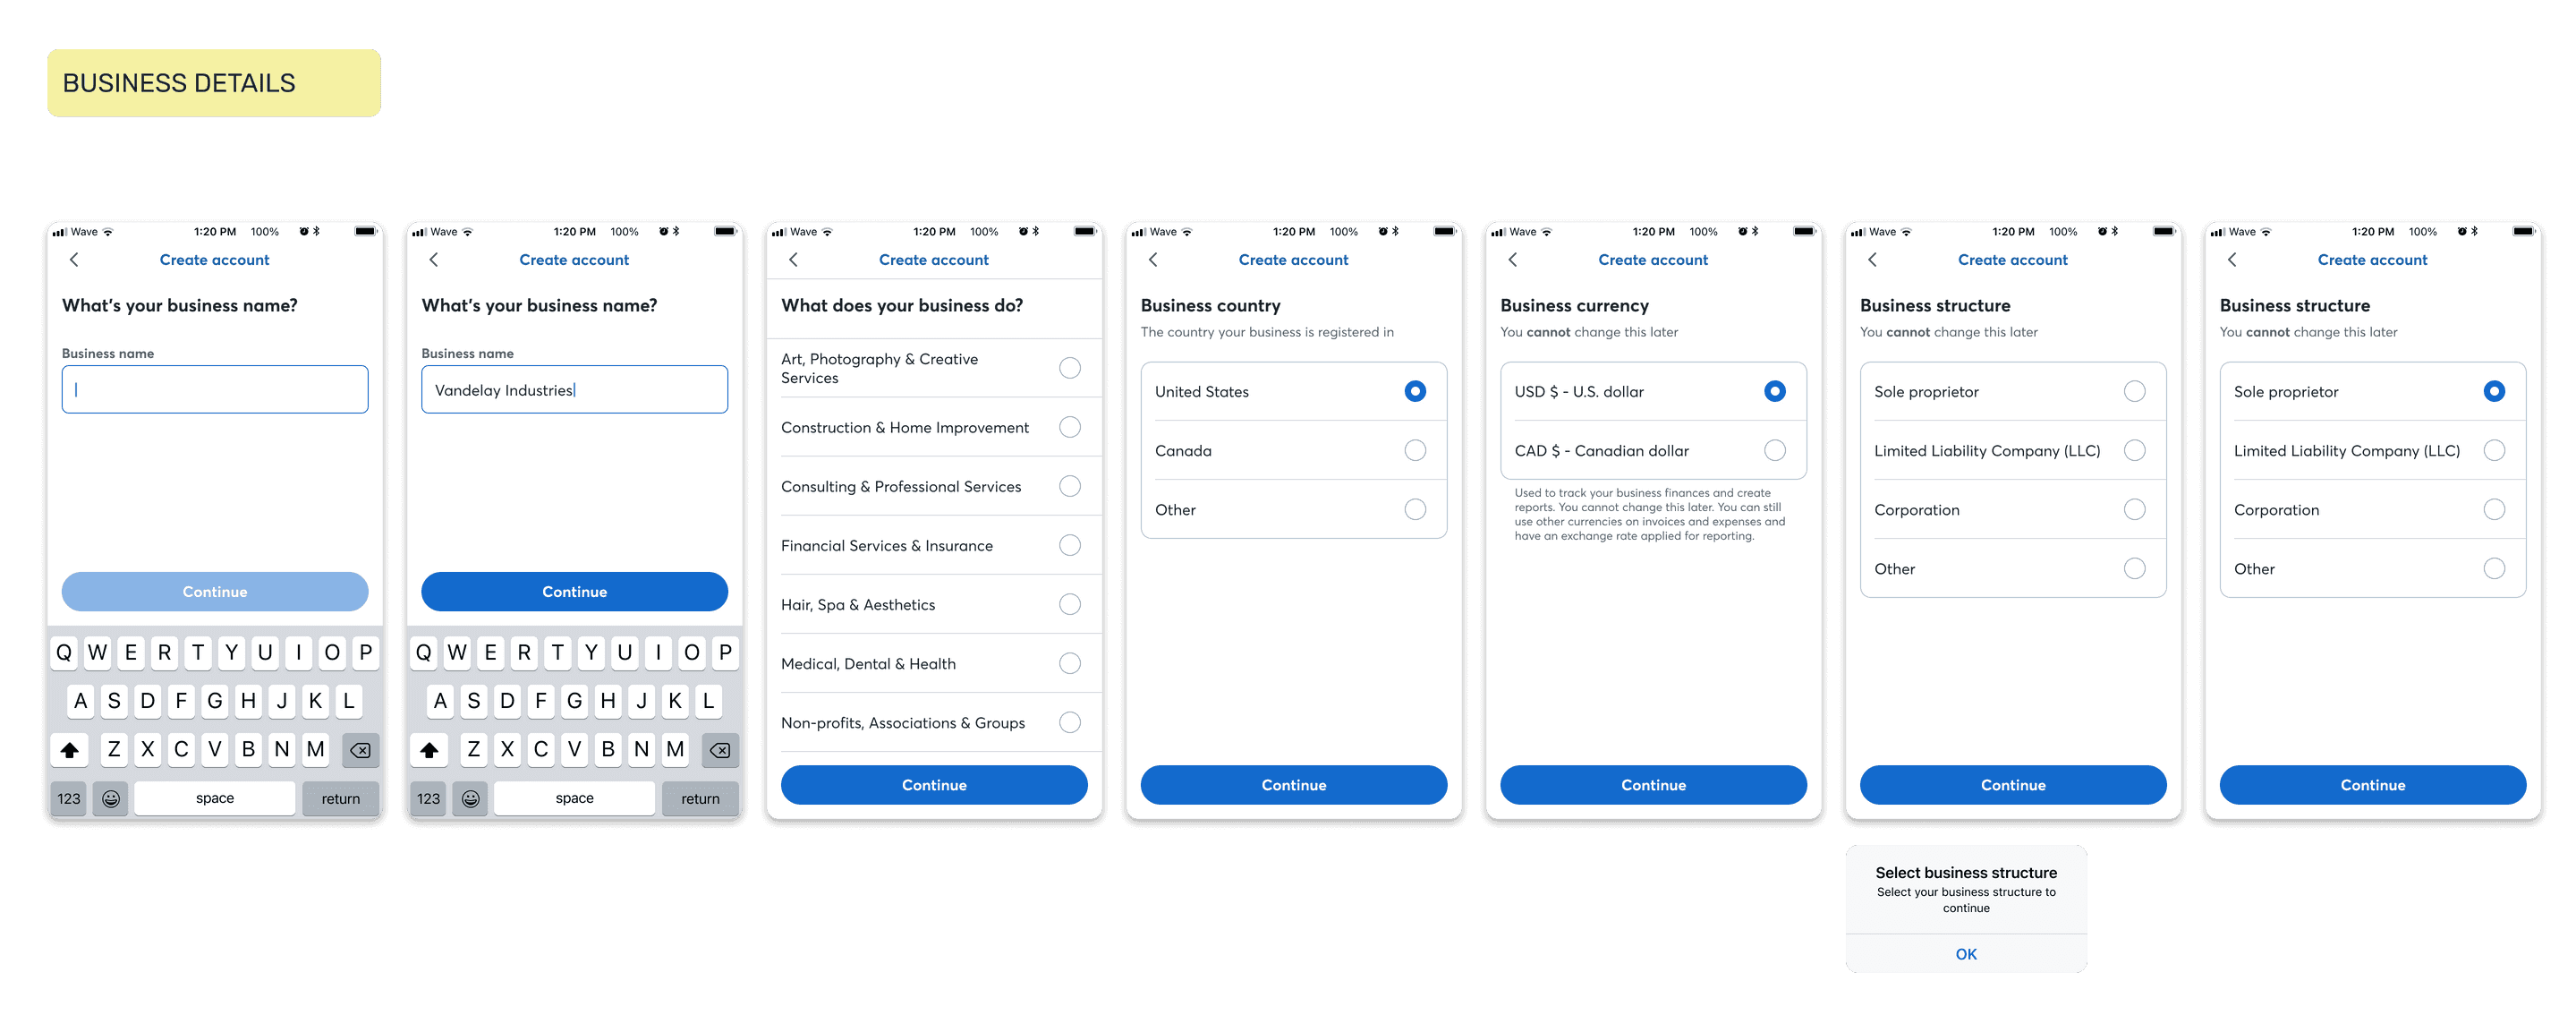 BUSINESS DETAILS
Wave 1:20 PM 100%
Create account
What's your business name?
Business name
Continue
Q W E R T Y U I O P
A S D F G H J K L
Z X C V B N M
123 space return
Wave 1:20 PM 100%
Create account
What's your business name?
Business name
Vandelay Industries
Continue
Q W E R T Y U I O P
A S D F G H J K L
Z X C V B N M
123 space return
Wave 1:20 PM 100%
Create account
What does your business do?
Art, Photography & Creative
Services
Construction & Home Improvement
Consulting & Professional Services
Financial Services & Insurance
Hair, Spa & Aesthetics
Medical, Dental & Health
Non-profits, Associations & Groups
Continue
Wave 1:20 PM 100%
Create account
Business country
The country your business is registered in
United States
Canada
Other
Continue
Wave 1:20 PM 100%
Create account
Business currency
You cannot change this later
USD $ - U.S. dollar
CAD $ - Canadian dollar
Used to track your business finances and create
reports. You cannot change this later. You can still
use other currencies on invoices and expenses and
have an exchange rate applied for reporting.
Continue
Wave 1:20 PM 100%
Create account
Business structure
You cannot change this later
Sole proprietor
Limited Liability Company (LLC)
Corporation
Other
Continue
Select business structure
Select your business structure to
continue
OK
Wave 1:20 PM 100%
Create account
Business structure
You cannot change this later
Sole proprietor
Limited Liability Company (LLC)
Corporation
Other
Continue